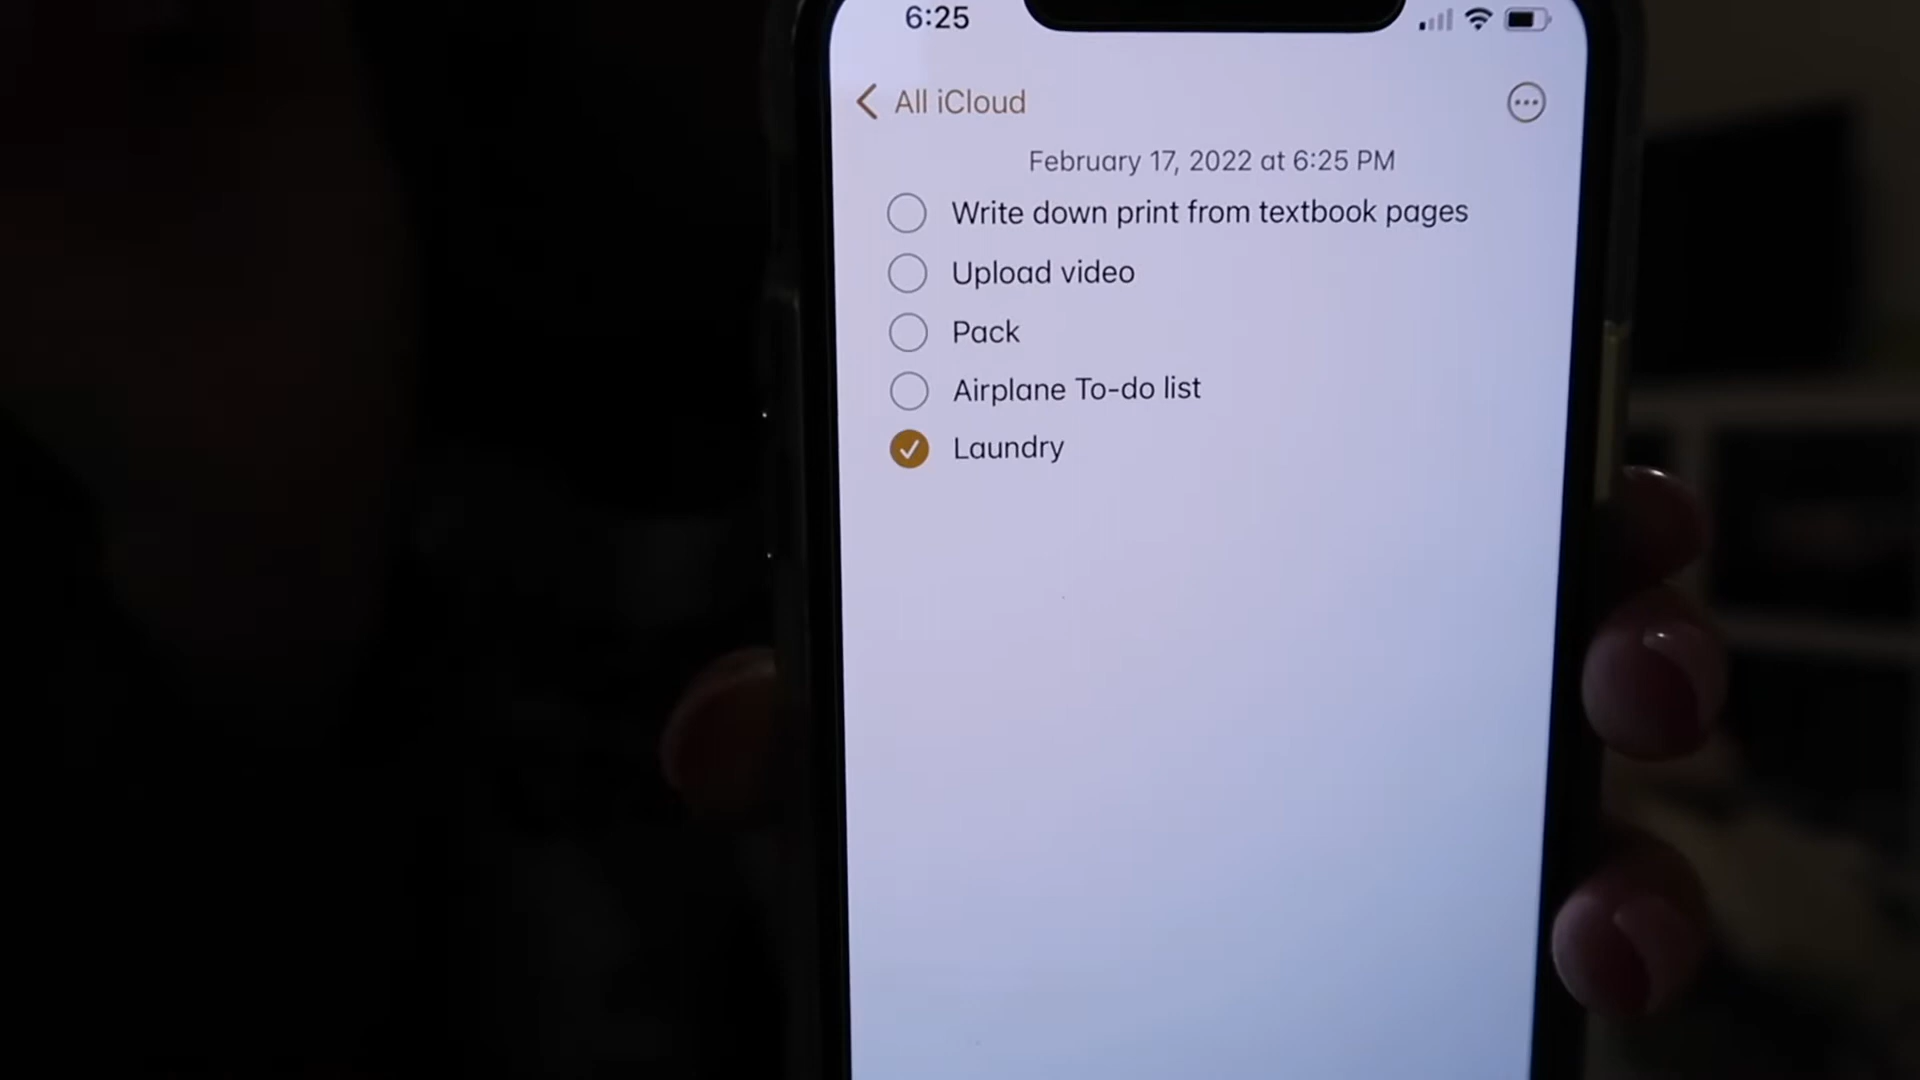 6:25
All iCloud
February 17, 2022 at 6:25 PM
Write down print from textbook pages
Upload video
Pack
Airplane To-do list
Laundry